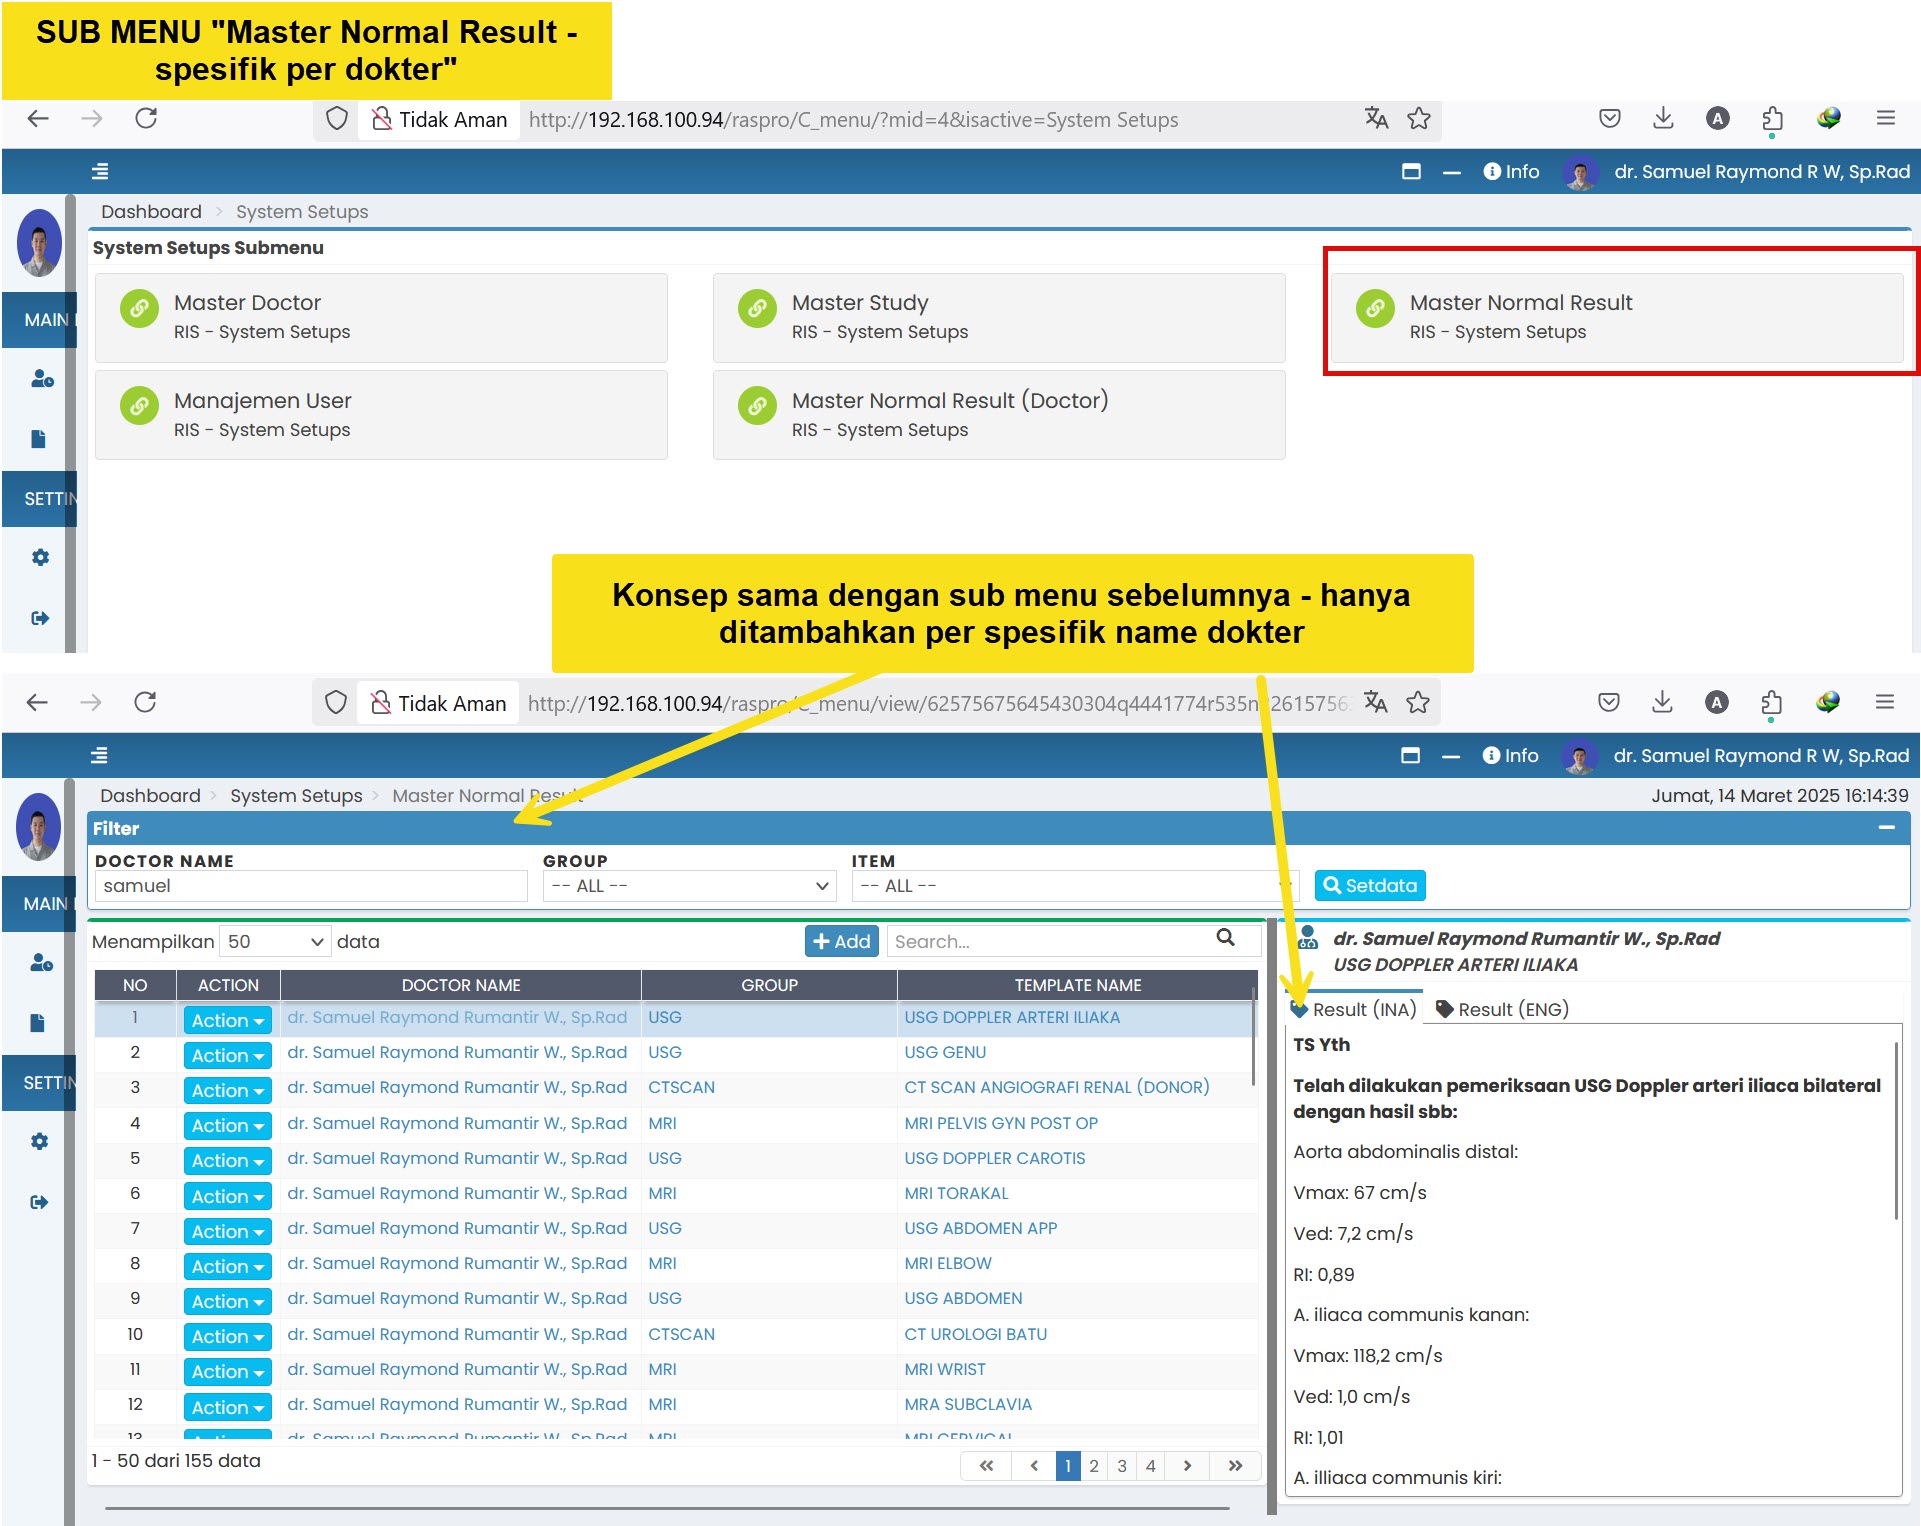 SUB MENU "Master Normal Result -
spesifik per dokter"
Tidak Aman
http://192.168.100.94/raspro/C_menu/?mid=4&isactive=System Setups
A
Info
dr. Samuel Raymond R W, Sp.Rad
Dashboard > System Setups
System Setups Submenu
Master Doctor
RIS - System Setups
Master Study
RIS - System Setups
Master Normal Result
RIS - System Setups
Manajemen User
RIS - System Setups
Master Normal Result (Doctor)
RIS - System Setups
MAIN
SETTIN
Konsep sama dengan sub menu sebelumnya - hanya
ditambahkan per spesifik name dokter
Tidak Aman
A
Info
dr. Samuel Raymond R W, Sp.Rad
Dashboard > System Setups > Master Normal Result
Jumat, 14 Maret 2025 16:14:39
Filter
DOCTOR NAME
GROUP
ITEM
samuel
-- ALL --
-- ALL --
Setdata
MAIN
SETTIN
Menampilkan 50 data
Add
Search...
NO ACTION DOCTOR NAME GROUP TEMPLATE NAME
1 Action dr. Samuel Raymond Rumantir W., Sp.Rad USG USG DOPPLER ARTERI ILIAKA
2 Action dr. Samuel Raymond Rumantir W., Sp.Rad USG USG GENU
3 Action dr. Samuel Raymond Rumantir W., Sp.Rad CTSCAN CT SCAN ANGIOGRAFI RENAL (DONOR)
4 Action dr. Samuel Raymond Rumantir W., Sp.Rad MRI MRI PELVIS GYN POST OP
5 Action dr. Samuel Raymond Rumantir W., Sp.Rad USG USG DOPPLER CAROTIS
6 Action dr. Samuel Raymond Rumantir W., Sp.Rad MRI MRI TORAKAL
7 Action dr. Samuel Raymond Rumantir W., Sp.Rad USG USG ABDOMEN APP
8 Action dr. Samuel Raymond Rumantir W., Sp.Rad MRI MRI ELBOW
9 Action dr. Samuel Raymond Rumantir W., Sp.Rad USG USG ABDOMEN
10 Action dr. Samuel Raymond Rumantir W., Sp.Rad CTSCAN CT UROLOGI BATU
11 Action dr. Samuel Raymond Rumantir W., Sp.Rad MRI MRI WRIST
12 Action dr. Samuel Raymond Rumantir W., Sp.Rad MRI MRA SUBCLAVIA
13 Action dr. Samuel Raymond Rumantir W., Sp.Rad MRI MRI CERVICAL
1 - 50 dari 155 data
1 2 3 4
dr. Samuel Raymond Rumantir W., Sp.Rad
USG DOPPLER ARTERI ILIAKA
Result (INA)
Result (ENG)
TS Yth
Telah dilakukan pemeriksaan USG Doppler arteri iliaca bilateral
dengan hasil sbb:
Aorta abdominalis distal:
Vmax: 67 cm/s
Ved: 7,2 cm/s
RI: 0,89
A. iliaca communis kanan:
Vmax: 118,2 cm/s
Ved: 1,0 cm/s
RI: 1,01
A. illiaca communis kiri: